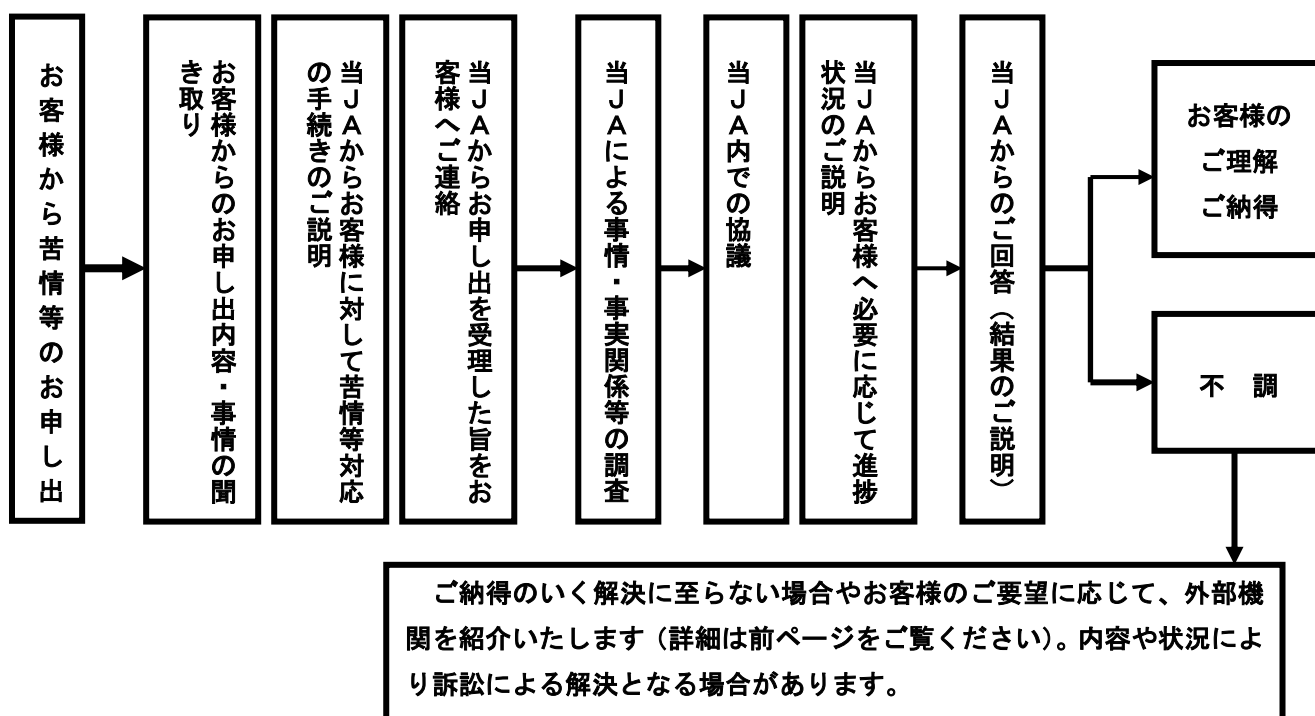 お客様から苦情等のお申し出
お客様からのお申し出内容・事情の聞
き取り
当ＪＡからお客様に対して苦情等対応
の手続きのご説明
当ＪＡからお申し出を受理した旨をお
客様へご連絡
当ＪＡによる事情・事実関係等の調査
当ＪＡ内での協議
当ＪＡからお客様へ必要に応じて進捗
状況のご説明
当ＪＡからのご回答（結果のご説明）
お客様の
ご理解
ご納得
不　調
ご納得のいく解決に至らない場合やお客様のご要望に応じて、外部機
関を紹介いたします（詳細は前ページをご覧ください）。内容や状況によ
り訴訟による解決となる場合があります。